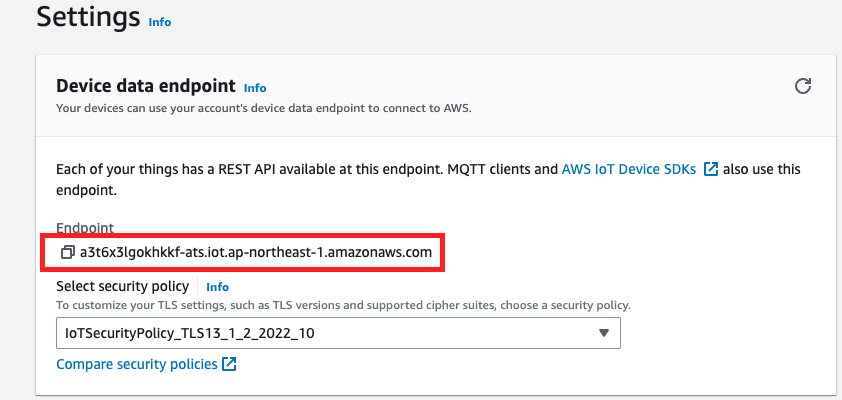 Settings Info
Device data endpoint Info
Your devices can use your account's device data endpoint to connect to AWS.
Each of your things has a REST API available at this endpoint. MQTT clients and AWS IoT Device SDKs also use this
endpoint.
Endpoint
a3t6x3lgokhkkf-ats.iot.ap-northeast-1.amazonaws.com
Select security policy Info
To customize your TLS settings, such as TLS versions and supported cipher suites, choose a security policy.
IoTSecurityPolicy_TLS13_1_2_2022_10
Compare security policies